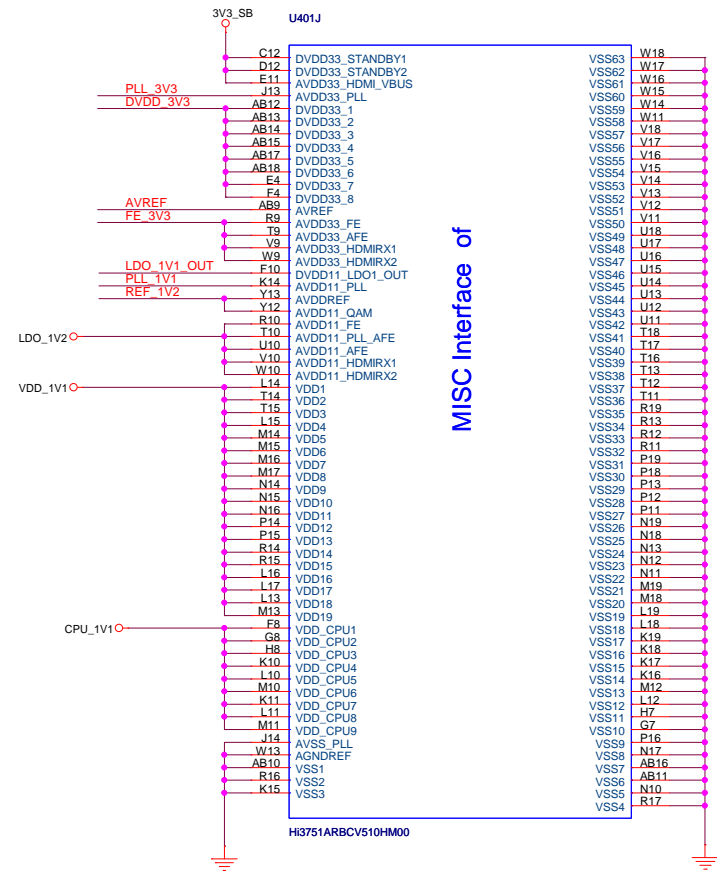 3V3_SB
U401J
C12 DVDD33_STANDBY1 VSS63 W18
D12 DVDD33_STANDBY2 VSS62 W17
E11 AVDD33_HDMI_VBUS VSS61 W16
PLL_3V3 J13 AVDD33_PLL VSS60 W15
DVDD_3V3 AB12 DVDD33_1 VSS59 W14
AB13 DVDD33_2 VSS58 W11
AB14 DVDD33_3 VSS57 V18
AB15 DVDD33_4 VSS56 V17
AB17 DVDD33_5 VSS55 V16
AB18 DVDD33_6 VSS54 V15
E4 DVDD33_7 VSS53 V14
F4 DVDD33_8 VSS52 V13
AVREF AB9 AVREF VSS51 V12
FE_3V3 R9 AVDD33_FE VSS50 V11
T9 AVDD33_AFE VSS49 U18
V9 AVDD33_HDMIRX1 VSS48 U17
W9 AVDD33_HDMIRX2 VSS47 U16
LDO_1V1_OUT F10 DVDD11_LDO1_OUT VSS46 U15
PLL_1V1 K14 AVDD11_PLL VSS45 U14
REF_1V2 Y13 AVDDREF VSS44 U13
Y12 AVDD11_QAM VSS43 U12
R10 AVDD11_FE VSS42 U11
LDO_1V2 T10 AVDD11_PLL_AFE VSS41 T18
U10 AVDD11_AFE VSS40 T17
V10 AVDD11_HDMIRX1 VSS39 T16
W10 AVDD11_HDMIRX2 VSS38 T13
VDD_1V1 L14 VDD1 VSS37 T12
T14 VDD2 VSS36 T11
T15 VDD3 VSS35 R19
L15 VDD4 VSS34 R13
M14 VDD5 VSS33 R12
M15 VDD6 VSS32 R11
M16 VDD7 VSS31 P19
M17 VDD8 VSS30 P18
N14 VDD9 VSS29 P13
N15 VDD10 VSS28 P12
N16 VDD11 VSS27 P11
P14 VDD12 VSS26 N19
P15 VDD13 VSS25 N18
R14 VDD14 VSS24 N13
R15 VDD15 VSS23 N12
L16 VDD16 VSS22 N11
L17 VDD17 VSS21 M19
L13 VDD18 VSS20 M18
M13 VDD19 VSS19 L19
CPU_1V1 F8 VDD_CPU1 VSS18 L18
G8 VDD_CPU2 VSS17 K19
H8 VDD_CPU3 VSS16 K18
K10 VDD_CPU4 VSS15 K17
L10 VDD_CPU5 VSS14 K16
M10 VDD_CPU6 VSS13 M12
K11 VDD_CPU7 VSS12 L12
L11 VDD_CPU8 VSS11 H7
M11 VDD_CPU9 VSS10 G7
J14 AVSS_PLL VSS9 P16
W13 AGNDREF VSS8 N17
AB10 VSS1 VSS7 AB16
R16 VSS2 VSS6 AB11
K15 VSS3 VSS5 N10
VSS4 R17
MISC Interface of
Hi3751ARBCV510HM00